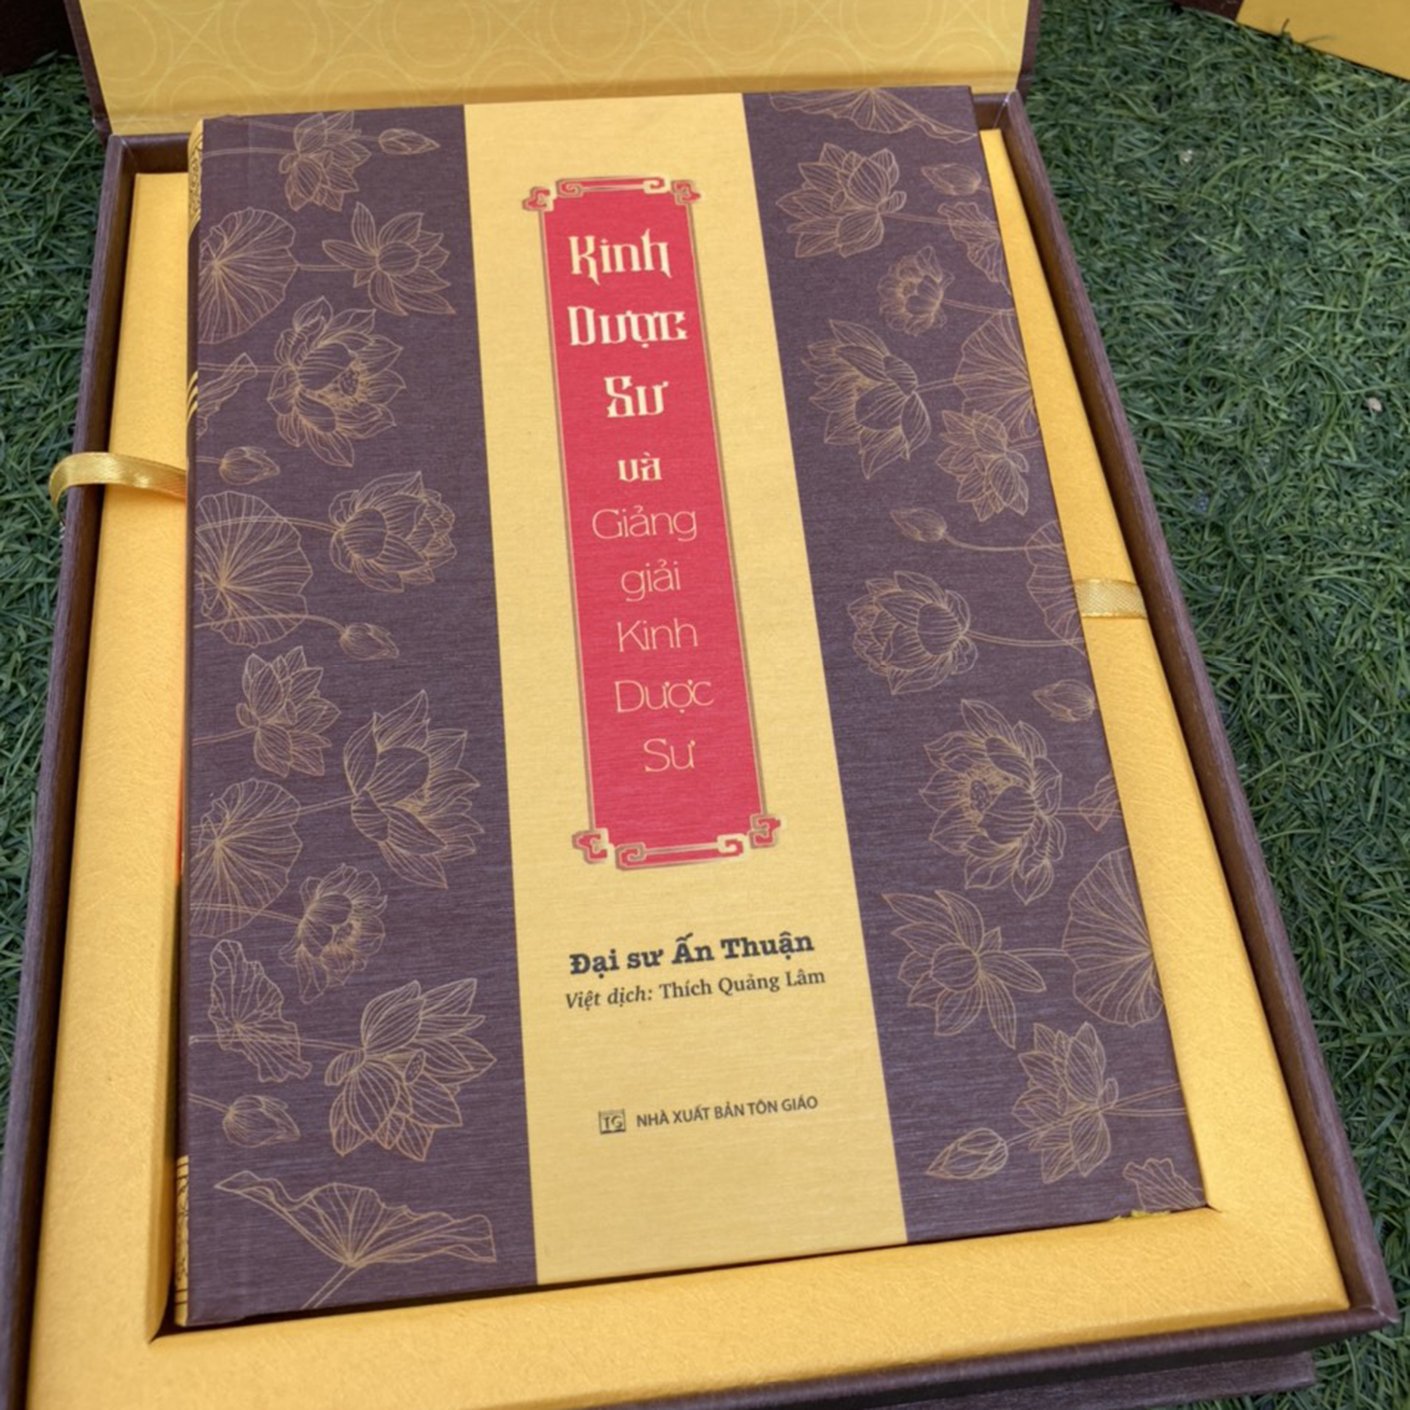 Kinh
Dược
Sư
và
Giảng
giải
Kinh
Dược
Sư
Đại sư Ấn Thuận
Việt dịch: Thích Quảng Lâm
TG NHÀ XUẤT BẢN TÔN GIÁO